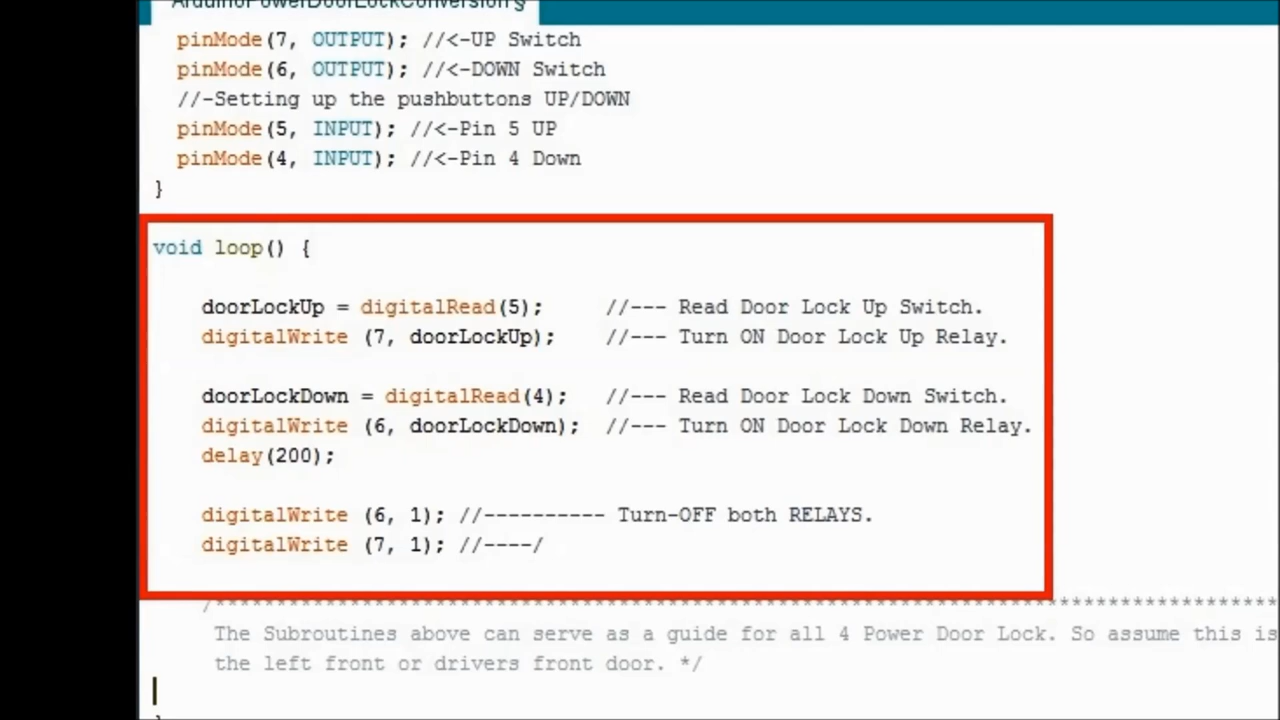 ArduinoPowerDoorLockConversion §
pinMode(7, OUTPUT); //<-UP Switch
pinMode(6, OUTPUT); //<-DOWN Switch
//-Setting up the pushbuttons UP/DOWN
pinMode(5, INPUT); //<-Pin 5 UP
pinMode(4, INPUT); //<-Pin 4 Down
}
void loop() {
doorLockUp = digitalRead(5); //--- Read Door Lock Up Switch.
digitalWrite (7, doorLockUp); //--- Turn ON Door Lock Up Relay.
doorLockDown = digitalRead(4); //--- Read Door Lock Down Switch.
digitalWrite (6, doorLockDown); //--- Turn ON Door Lock Down Relay.
delay(200);
digitalWrite (6, 1); //---------- Turn-OFF both RELAYS.
digitalWrite (7, 1); //----/
/****************************************************************************************
The Subroutines above can serve as a guide for all 4 Power Door Lock. So assume this is
the left front or drivers front door. */
}